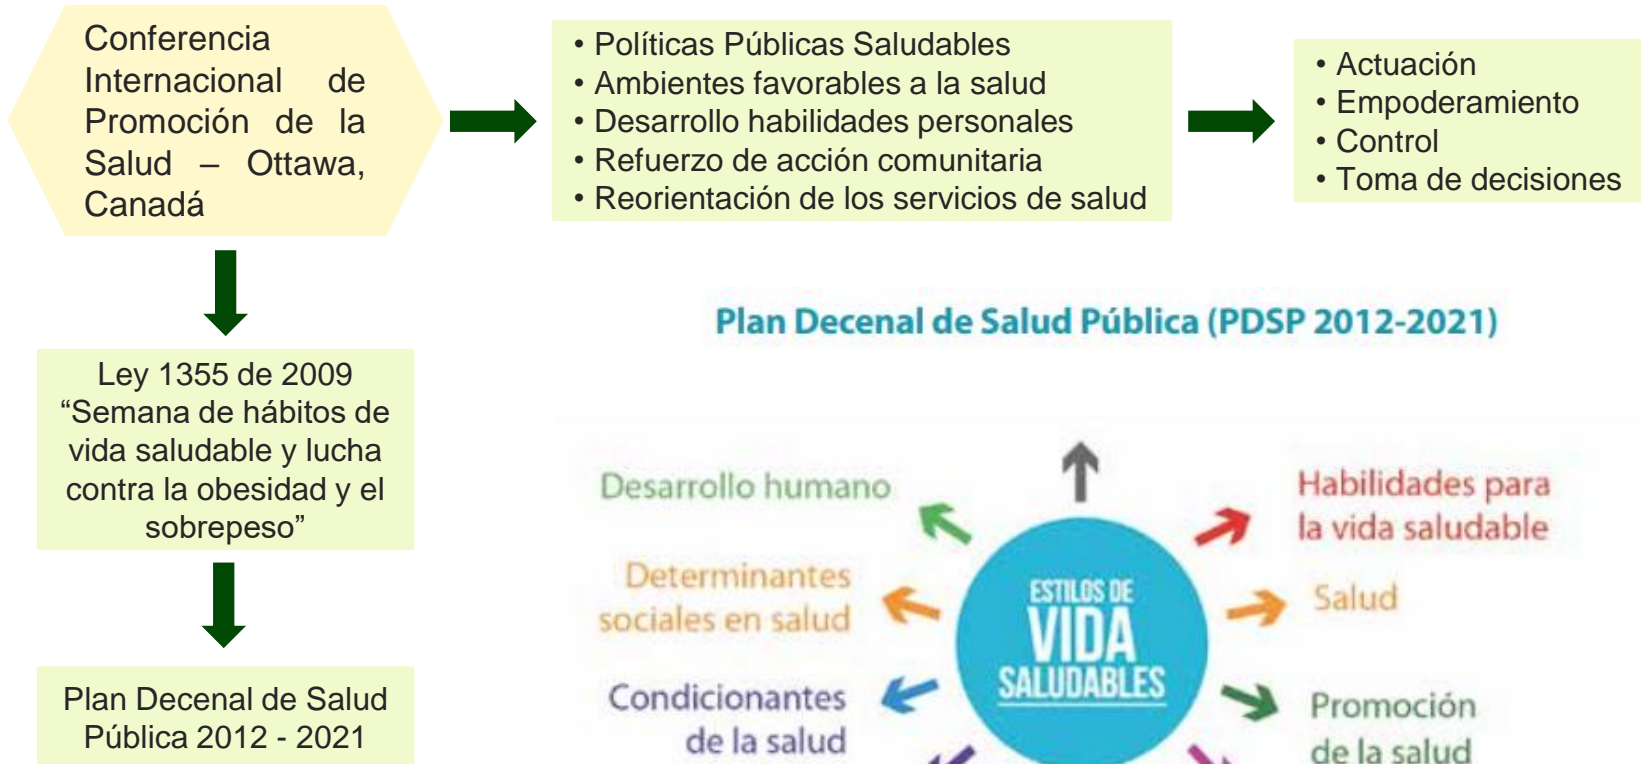 Conferencia
Internacional de
Promoción de la
Salud – Ottawa,
Canadá
• Políticas Públicas Saludables
• Ambientes favorables a la salud
• Desarrollo habilidades personales
• Refuerzo de acción comunitaria
• Reorientación de los servicios de salud
• Actuación
• Empoderamiento
• Control
• Toma de decisiones
Ley 1355 de 2009
“Semana de hábitos de
vida saludable y lucha
contra la obesidad y el
sobrepeso”
Plan Decenal de Salud
Pública 2012 - 2021
Plan Decenal de Salud Pública (PDSP 2012-2021)
Desarrollo humano
Determinantes
sociales en salud
Condicionantes
de la salud
ESTILOS DE
VIDA
SALUDABLES
Habilidades para
la vida saludable
Salud
Promoción
de la salud